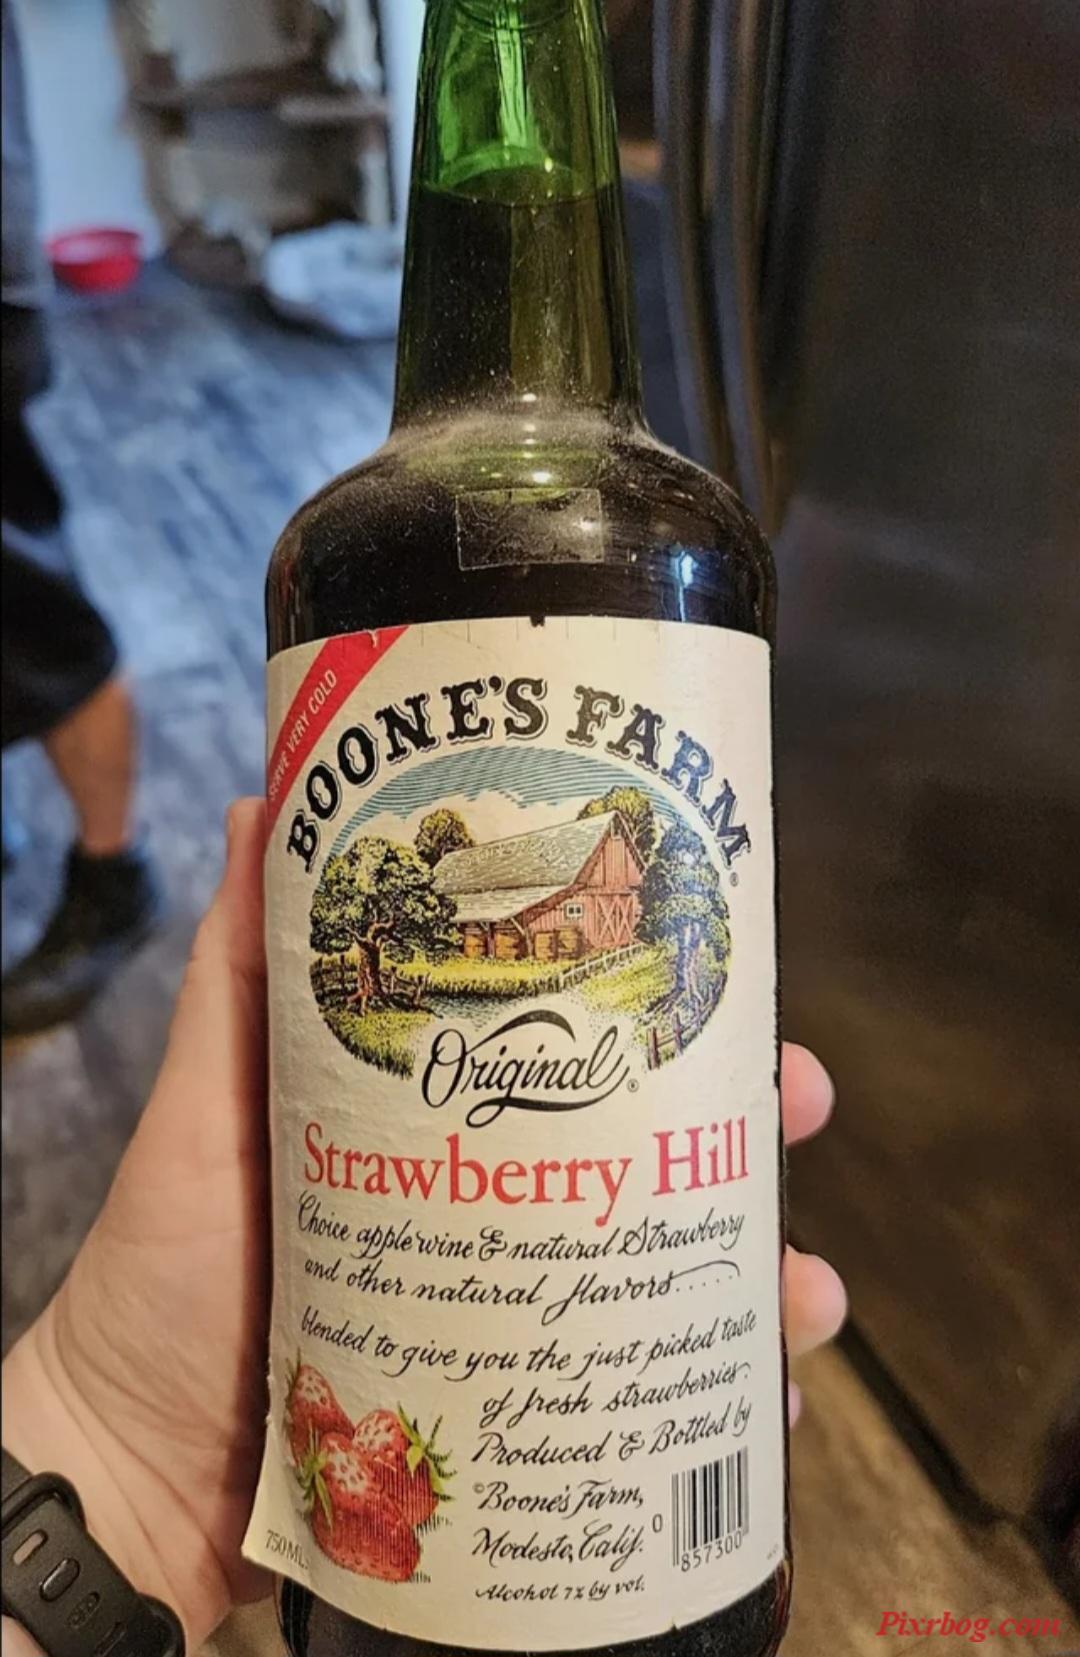 SERVE VERY COLD
BOONE'S FARM®
Original®
Strawberry Hill
Choice apple wine & natural Strawberry
and other natural flavors.....
blended to give you the just picked taste
of fresh strawberries.
Produced & Bottled by
©Boone's Farm,
Modesto, Calif.
Alcohol 7% by vol.
750ML
0
857300
Pixrbog.com